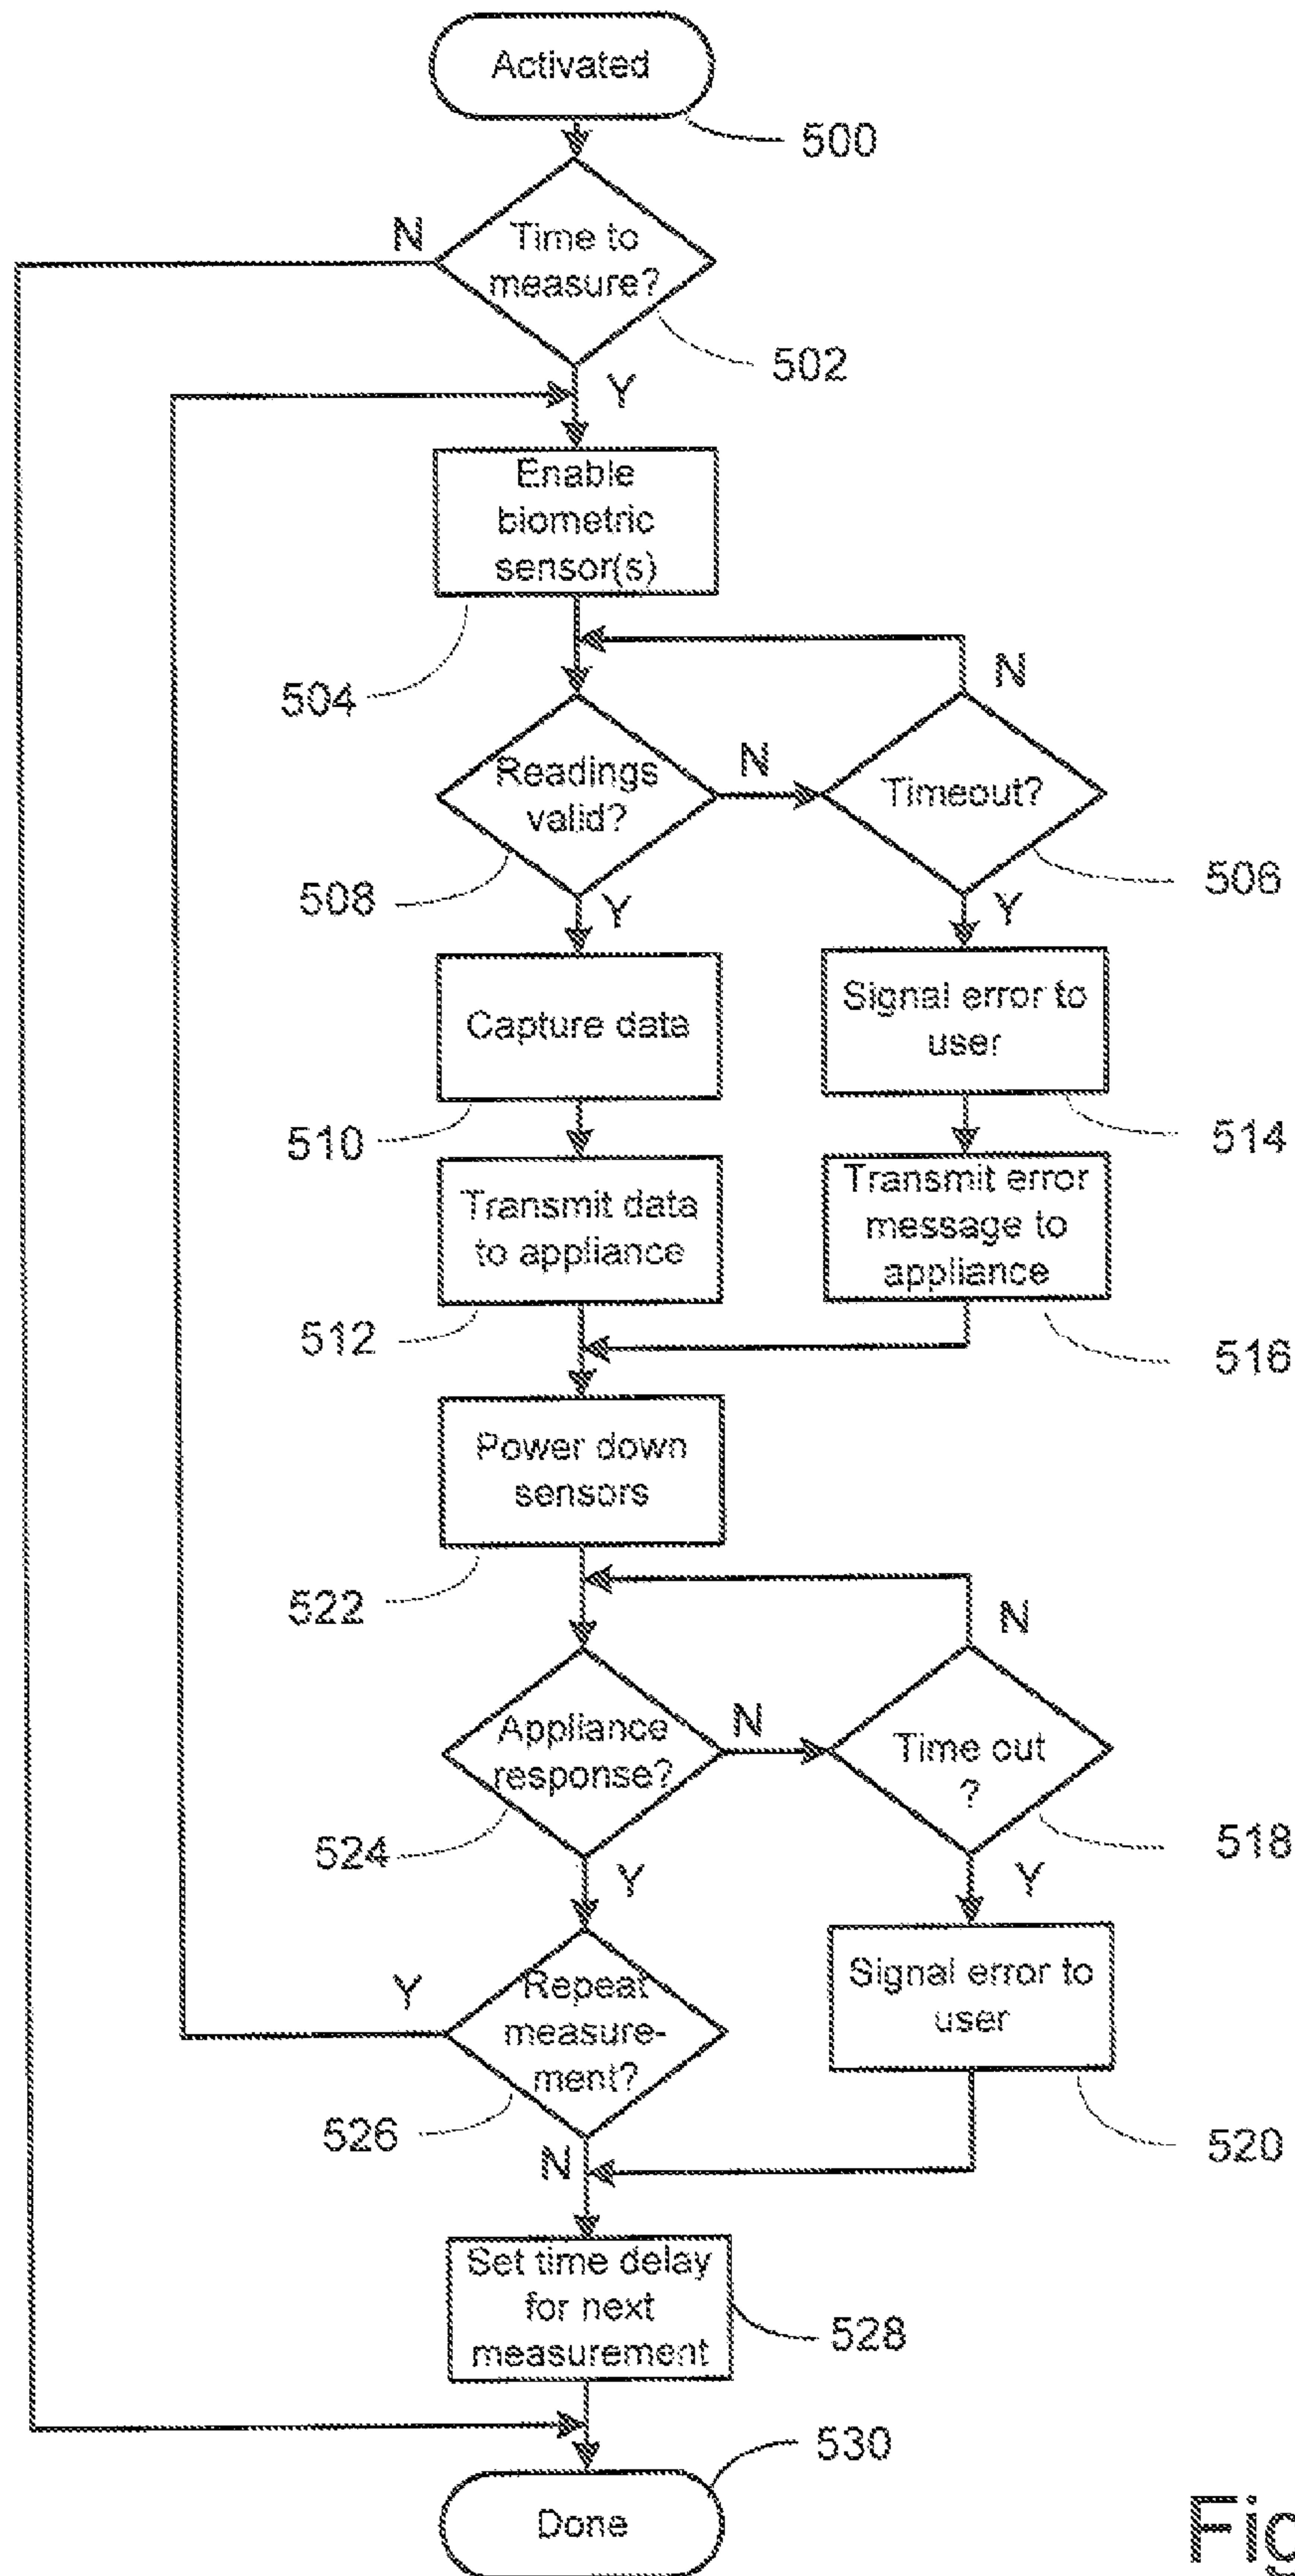 Activated
500
N
Time to
measure?
502
Y
Enable
biometric
sensor(s)
504
N
Readings
valid?
N
Timeout?
508
506
Y
Y
Capture data
Signal error to
user
510
514
Transmit data
to appliance
Transmit error
message to
appliance
512
516
Power down
sensors
522
N
Appliance
response?
N
Time out
?
524
518
Y
Y
Y
Repeat
measure-
ment?
Signal error to
user
526
520
N
Set time delay
for next
measurement
528
530
Done